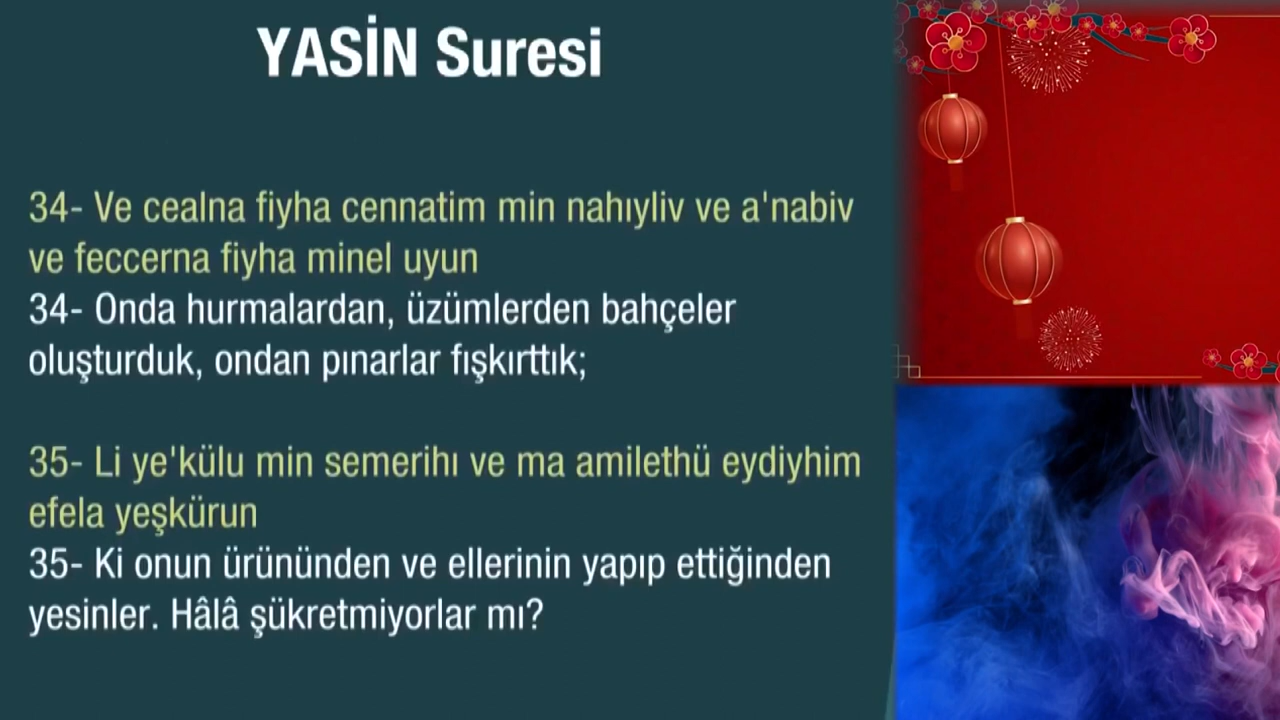 YASİN Suresi
34- Ve cealna fiyha cennatim min nahıyliv ve a'nabiv
ve feccerna fiyha minel uyun
34- Onda hurmalardan, üzümlerden bahçeler
oluşturduk, ondan pınarlar fışkırttık;
35- Li ye'külu min semerihı ve ma amilethü eydiyhim
efela yeşkürun
35- Ki onun ürününden ve ellerinin yapıp ettiğinden
yesinler. Hâlâ şükretmiyorlar mı?